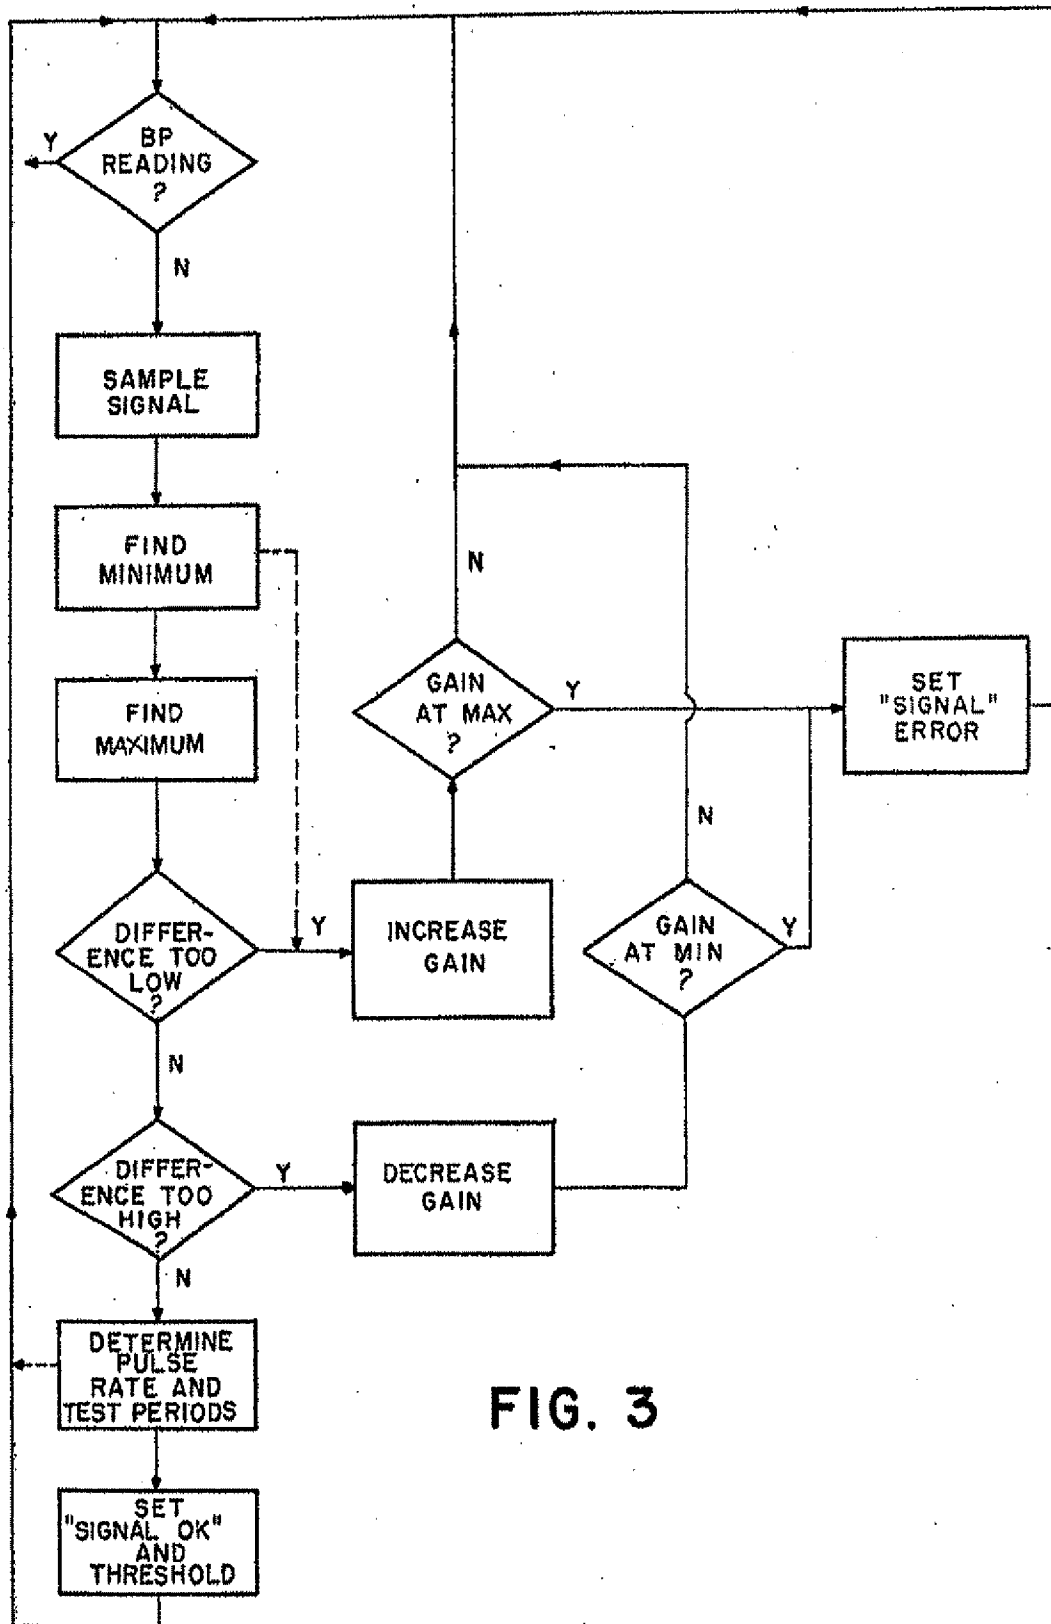 BP
READING
?
Y
N
SAMPLE
SIGNAL
FIND
MINIMUM
FIND
MAXIMUM
DIFFER-
ENCE TOO
LOW
?
Y
N
INCREASE
GAIN
GAIN
AT MAX
?
N
Y
SET
"SIGNAL"
ERROR
GAIN
AT MIN
?
N
Y
DIFFER-
ENCE TOO
HIGH
?
Y
N
DECREASE
GAIN
DETERMINE
PULSE
RATE AND
TEST PERIODS
SET
"SIGNAL OK"
AND
THRESHOLD
FIG. 3